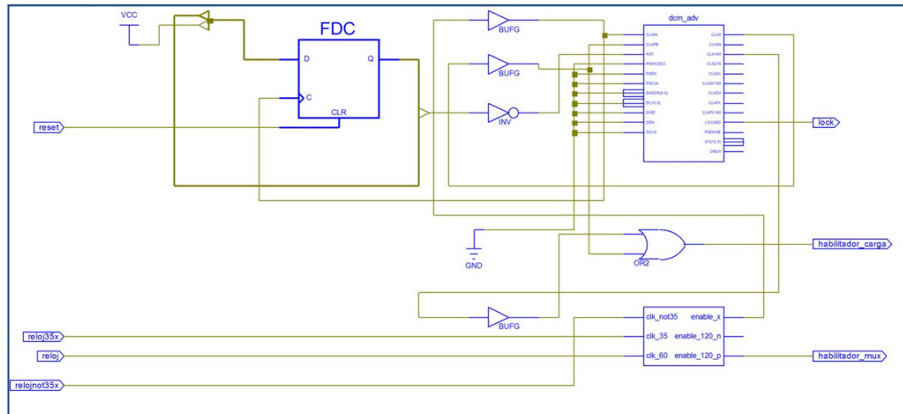 VCC
FDC
D
Q
C
CLR
reset
BUFG
BUFG
INV
dcm_adv
CLKIN
CLKFB
RST
PSINCDEC
PSEN
PSCLK
DADDR(6:0)
DI(15:0)
DWE
DEN
DCLK
CLK0
CLK90
CLK180
CLK270
CLK2X
CLK2X180
CLKDV
CLKFX
CLKFX180
LOCKED
PSDONE
DO(15:0)
DRDY
lock
GND
OR2
habilitador_carga
BUFG
clk_not35
enable_x
clk_35
enable_120_n
clk_60
enable_120_p
reloj35x
reloj
relojnot35x
habilitador_mux